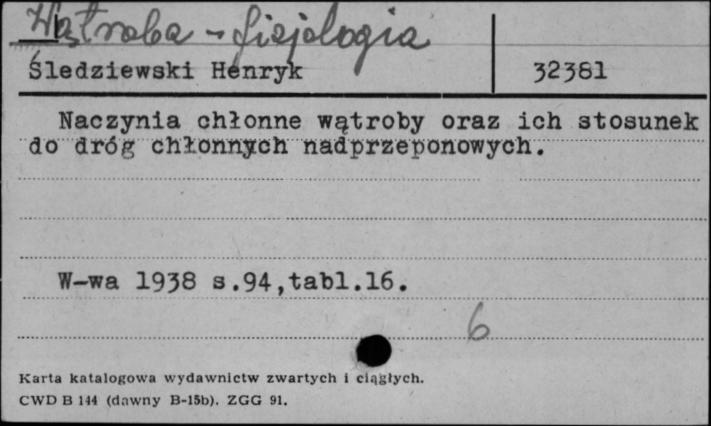 Wątroba - fizjologia
Śledziewski Henryk 32381
Naczynia chłonne wątroby oraz ich stosunek
do dróg chłonnych nadprzeponowych.
W-wa 1938 s.94,tabl.16.
6
Karta katalogowa wydawnictw zwartych i ciągłych.
CWD B 144 (dawny B-15b). ZGG 91.